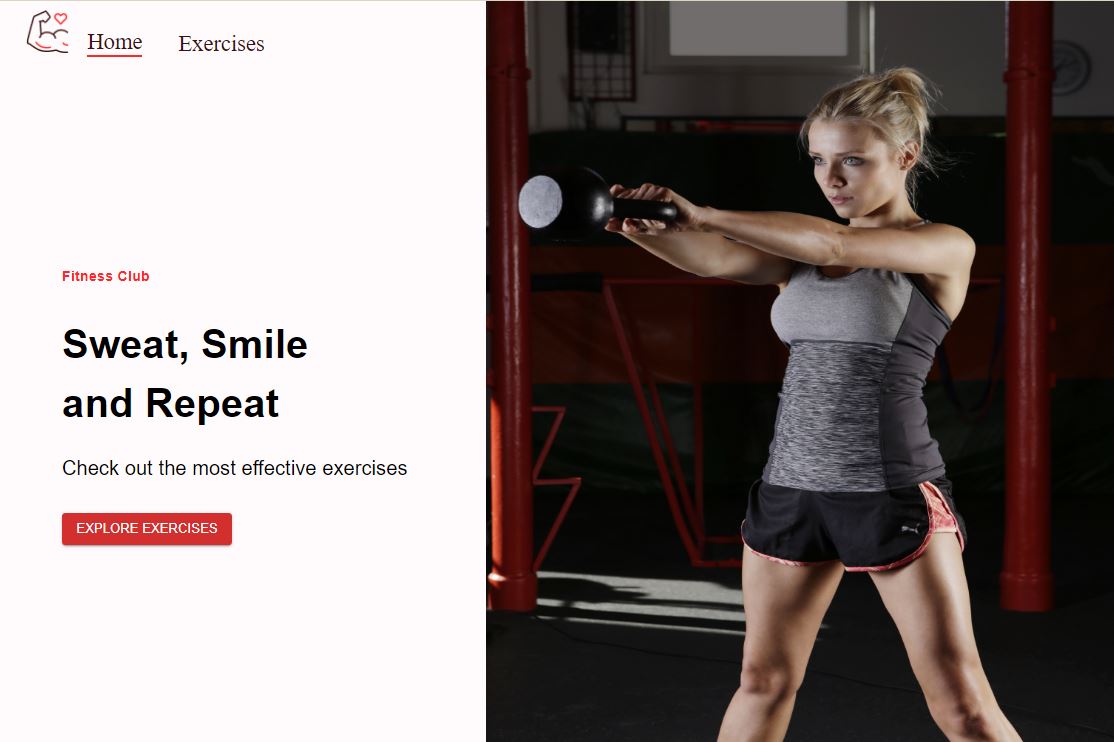 Home
Exercises
Fitness Club
Sweat, Smile
and Repeat
Check out the most effective exercises
EXPLORE EXERCISES